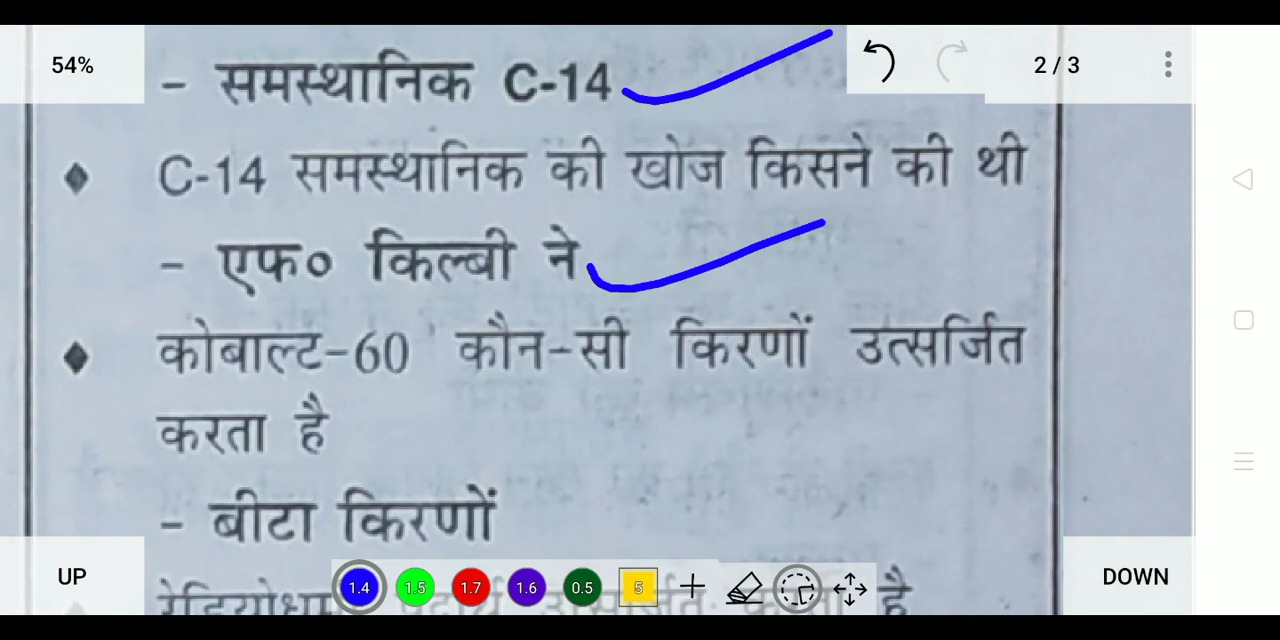 54%
2 / 3
- समस्थानिक C-14
♦ C-14 समस्थानिक की खोज किसने की थी
- एफ० किल्बी ने
♦ कोबाल्ट-60 कौन-सी किरणों उत्सर्जित
करता है
- बीटा किरणों
है
UP
1.4 1.5 1.7 1.6 0.5 5
DOWN